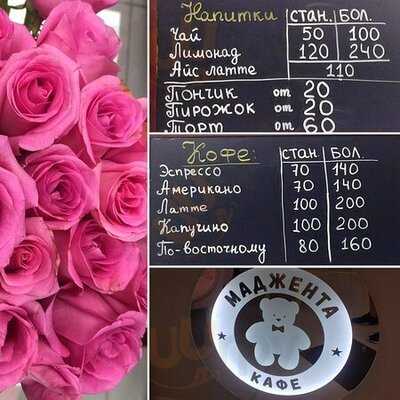 Напитки СТАН. БОЛ.
Чай 50 100
Лимонад 120 240
Айс латте 110
Пончик от 20
Пирожок от 20
Торт от 60
Кофе: СТАН. БОЛ.
Эспрессо 70 140
Американо 70 140
Латте 100 200
Капучино 100 200
По-восточному 80 160
МАДЖЕНТА
КАФЕ